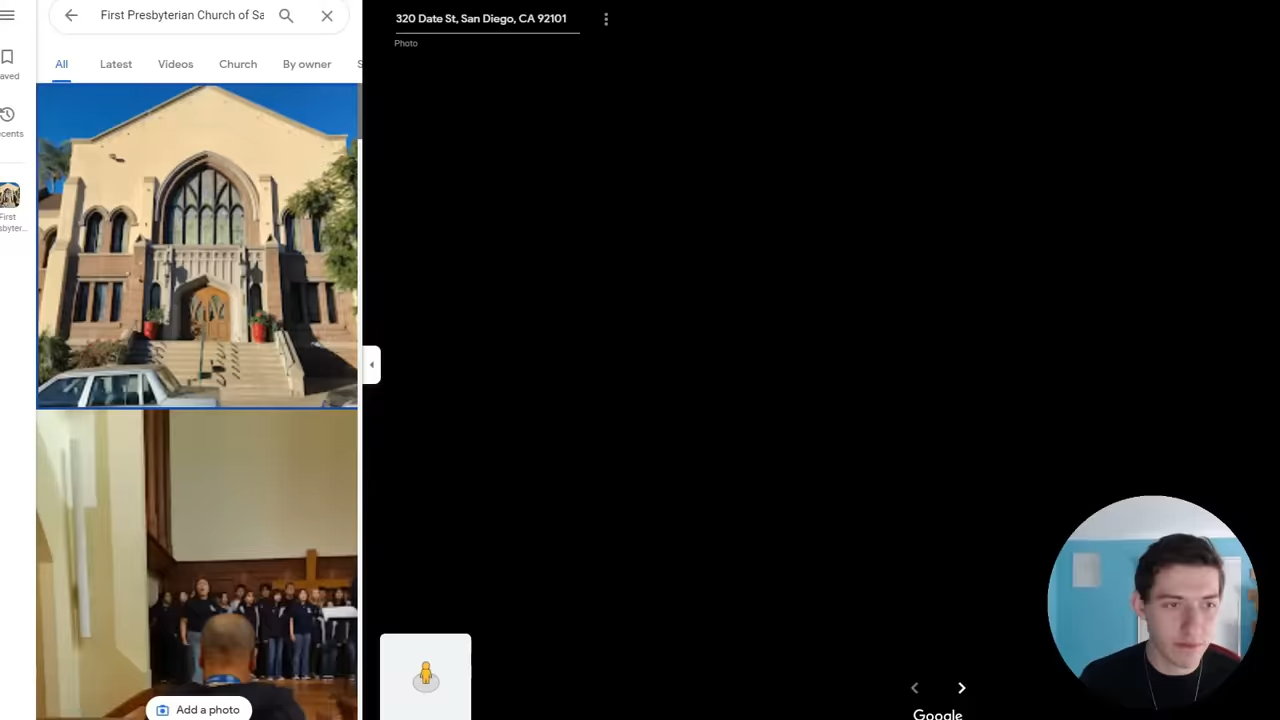 First Presbyterian Church of Sa
320 Date St, San Diego, CA 92101
Photo
All
Latest
Videos
Church
By owner
S
aved
ecents
First
sbyter...
Add a photo
Google